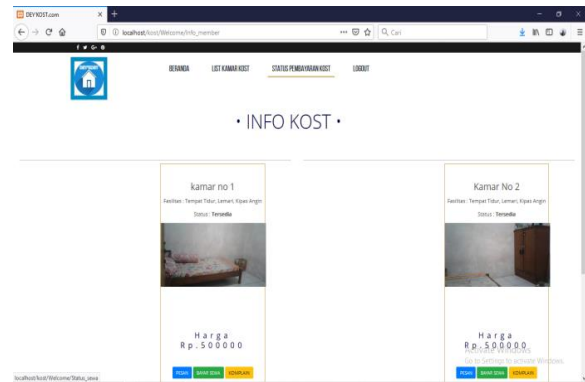 DEYKOST.com
localhost/kost/Welcome/Info_member
Cari
BERANDA LIST KAMAR KOST STATUS PEMBAYARAN KOST LOGOUT
• INFO KOST •
kamar no 1
Fasilitas : Tempat Tidur, Lemari, Kipas Angin
Status : Tersedia
Harga
Rp.500000
PESAN BAYAR SEWA KOMPLAIN
Kamar No 2
Fasilitas : Tempat Tidur, Lemari, Kipas Angin
Status : Tersedia
Harga
Rp.500000
PESAN BAYAR SEWA KOMPLAIN
Activate Windows
Go to Settings to activate Windows.
localhost/kost/Welcome/Status_sewa